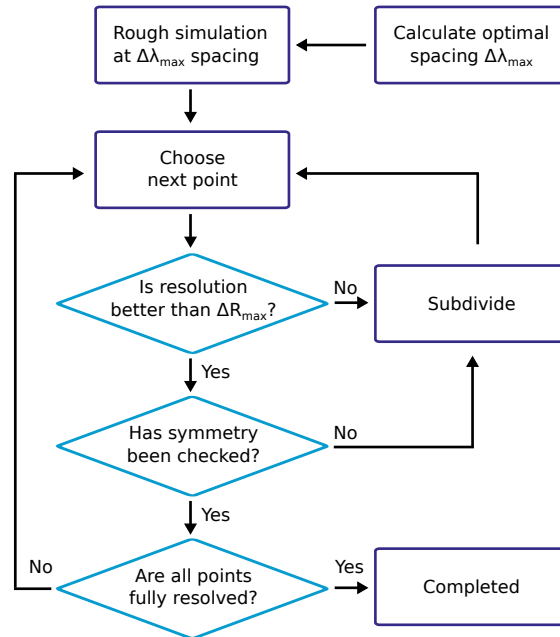 Rough simulation
at Δλmax spacing
Calculate optimal
spacing Δλmax
Choose
next point
Is resolution
better than ΔRmax?
No
Subdivide
Yes
Has symmetry
been checked?
No
Yes
No
Are all points
fully resolved?
Yes
Completed